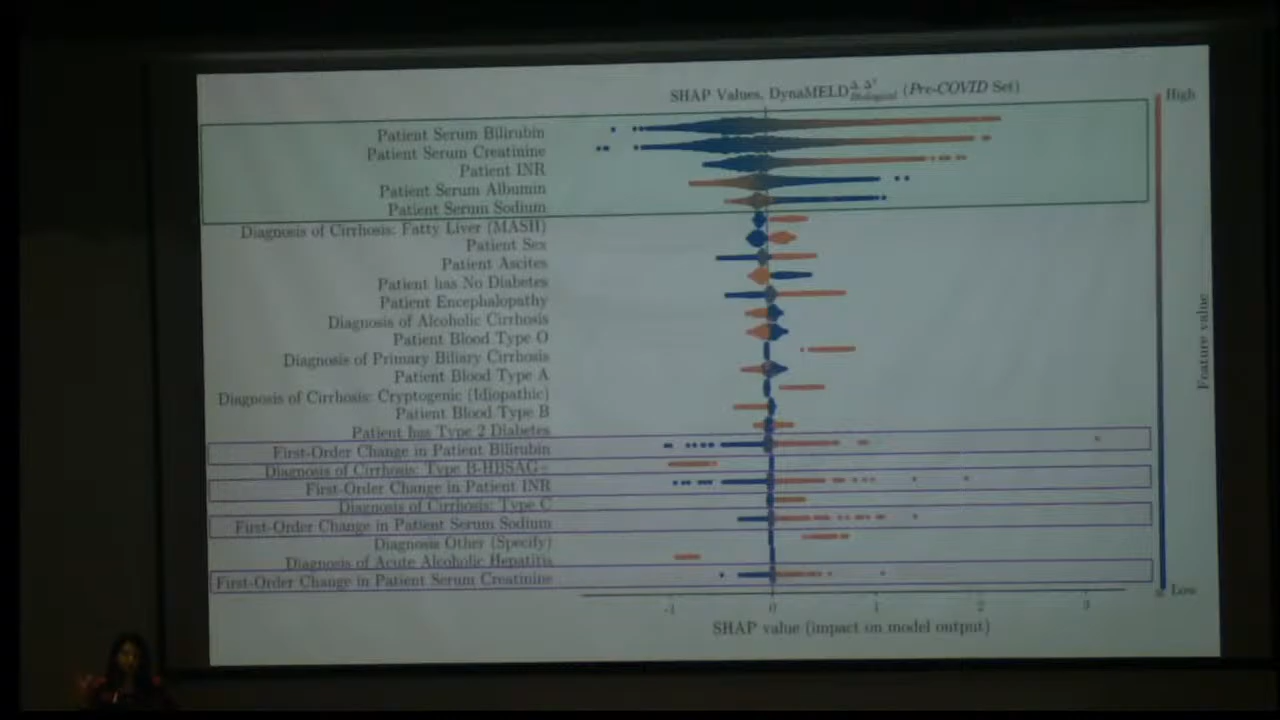 SHAP Values, DynaMELD Δ, Δ' Biological (Pre-COVID Set)
High
Patient Serum Bilirubin
Patient Serum Creatinine
Patient INR
Patient Serum Albumin
Patient Serum Sodium
Diagnosis of Cirrhosis: Fatty Liver (MASH)
Patient Sex
Patient Ascites
Patient has No Diabetes
Patient Encephalopathy
Diagnosis of Alcoholic Cirrhosis
Patient Blood Type O
Diagnosis of Primary Biliary Cirrhosis
Patient Blood Type A
Diagnosis of Cirrhosis: Cryptogenic (Idiopathic)
Patient Blood Type B
Patient has Type 2 Diabetes
First-Order Change in Patient Bilirubin
Diagnosis of Cirrhosis: Type B-HBSAG+
First-Order Change in Patient INR
Diagnosis of Cirrhosis: Type C
First-Order Change in Patient Serum Sodium
Diagnosis Other (Specify)
Diagnosis of Acute Alcoholic Hepatitis
First-Order Change in Patient Serum Creatinine
Feature value
Low
-1 0 1 2 3
SHAP value (impact on model output)